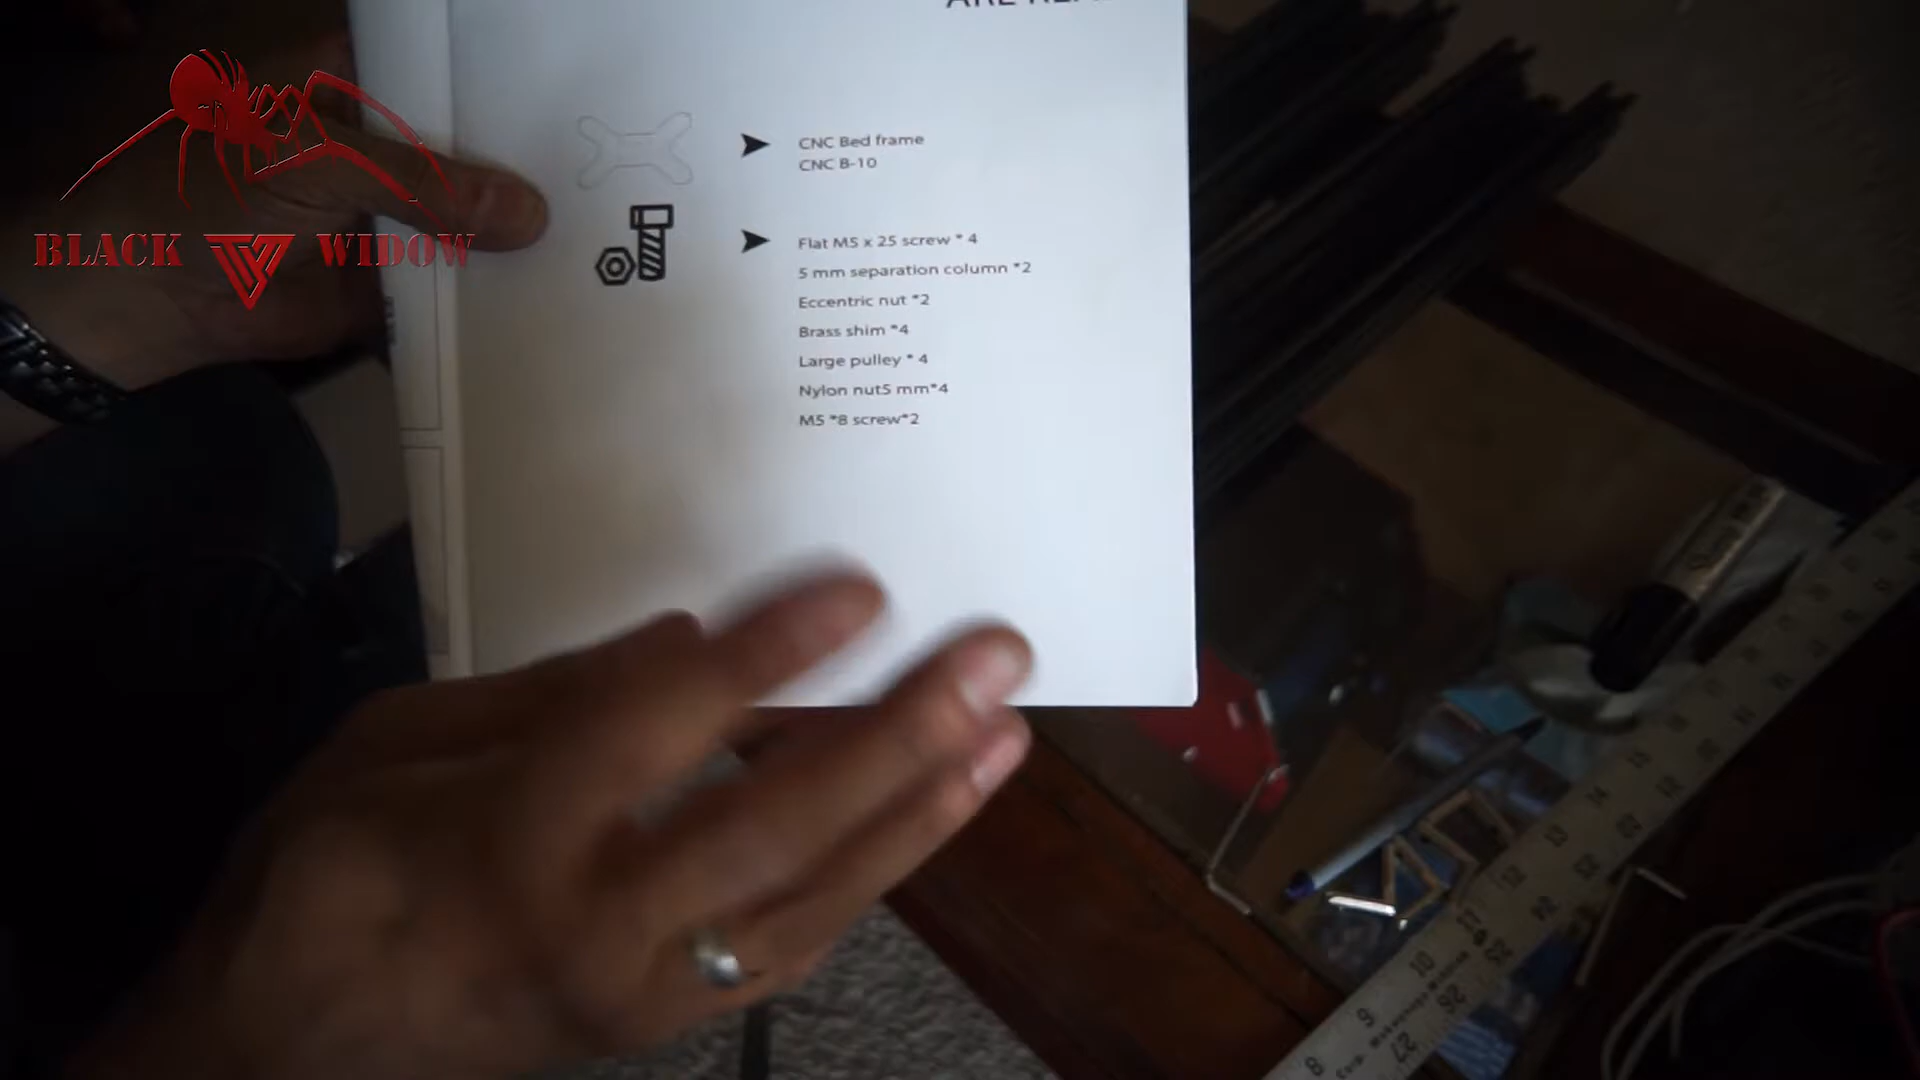 CNC Bed frame
CNC B-10
Flat M5 x 25 screw * 4
5 mm separation column *2
Eccentric nut *2
Brass shim *4
Large pulley * 4
Nylon nut5 mm*4
M5 *8 screw*2
BLACK WIDOW